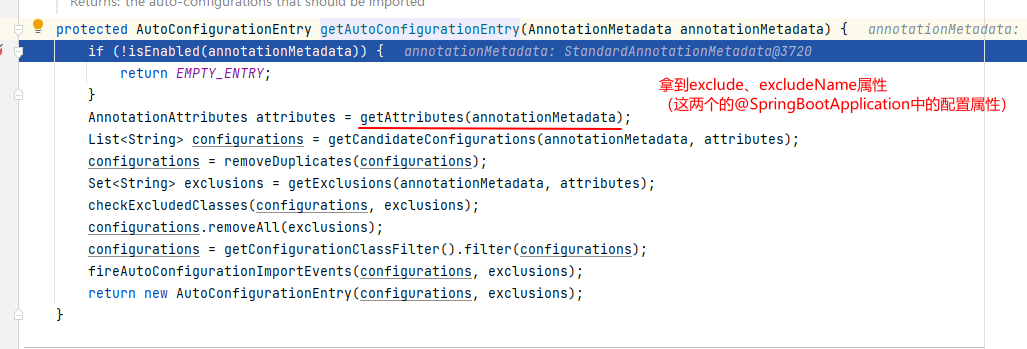 Returns: the auto-configurations that should be imported
protected AutoConfigurationEntry getAutoConfigurationEntry(AnnotationMetadata annotationMetadata) { annotationMetadata:
if (!isEnabled(annotationMetadata)) { annotationMetadata: StandardAnnotationMetadata@3720
return EMPTY_ENTRY;
}
拿到exclude、excludeName属性
（这两个的@SpringBootApplication中的配置属性）
AnnotationAttributes attributes = getAttributes(annotationMetadata);
List<String> configurations = getCandidateConfigurations(annotationMetadata, attributes);
configurations = removeDuplicates(configurations);
Set<String> exclusions = getExclusions(annotationMetadata, attributes);
checkExcludedClasses(configurations, exclusions);
configurations.removeAll(exclusions);
configurations = getConfigurationClassFilter().filter(configurations);
fireAutoConfigurationImportEvents(configurations, exclusions);
return new AutoConfigurationEntry(configurations, exclusions);
}